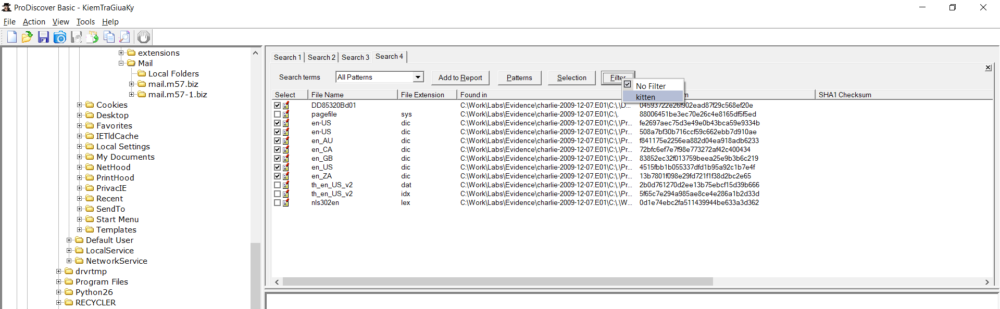 ProDiscover Basic - KiemTraGiuaKy
File Action View Tools Help
extensions
Mail
Local Folders
mail.m57.biz
mail.m57-1.biz
Cookies
Desktop
Favorites
IETldCache
Local Settings
My Documents
NetHood
PrintHood
PrivacIE
Recent
SendTo
Start Menu
Templates
Default User
LocalService
NetworkService
drvrtmp
Program Files
Python26
RECYCLER
Search 1 Search 2 Search 3 Search 4
Search terms All Patterns Add to Report Patterns Selection Filter
No Filter
kitten
Select File Name File Extension Found in SHA1 Checksum
DD85320Bd01 C:\Work\Labs\Evidence\charlie-2009-12-07.E01\C:\.\D... 04593722e26f902ead87f29c568ef20e
pagefile sys C:\Work\Labs\Evidence\charlie-2009-12-07.E01\C:\. 88006451be3ec70e26c4e8165df5f5ed
en-US dic C:\Work\Labs\Evidence\charlie-2009-12-07.E01\C:\.\Pr... fe2697aec75d3e49e0b43bca59e9334b
en-US dic C:\Work\Labs\Evidence\charlie-2009-12-07.E01\C:\.\Pr... 508a7bf30b716ccf59c662ebb7d910ae
en_AU dic C:\Work\Labs\Evidence\charlie-2009-12-07.E01\C:\.\Pr... f841175e2256ea882d04ea918adb6233
en_CA dic C:\Work\Labs\Evidence\charlie-2009-12-07.E01\C:\.\Pr... 72bfc6ef7e7f98e773272af42c400434
en_GB dic C:\Work\Labs\Evidence\charlie-2009-12-07.E01\C:\.\Pr... 83852ec32f013759beea25e9b3b6c219
en_US dic C:\Work\Labs\Evidence\charlie-2009-12-07.E01\C:\.\Pr... 4515fbb1b055337dfd1b95a92c1b7e4f
en_ZA dic C:\Work\Labs\Evidence\charlie-2009-12-07.E01\C:\.\Pr... 13b7801f098e29fd721f1f38d2bc2e65
th_en_US_v2 dat C:\Work\Labs\Evidence\charlie-2009-12-07.E01\C:\.\Pr... 2b0d761270d2ee13b75ebcf15d39b666
th_en_US_v2 idx C:\Work\Labs\Evidence\charlie-2009-12-07.E01\C:\.\Pr... 5f65c7e294a985ae8ce4e286a1b2d33d
nls302en lex C:\Work\Labs\Evidence\charlie-2009-12-07.E01\C:\.\W... 0d1e74ebc2fa511439944be633a3d362